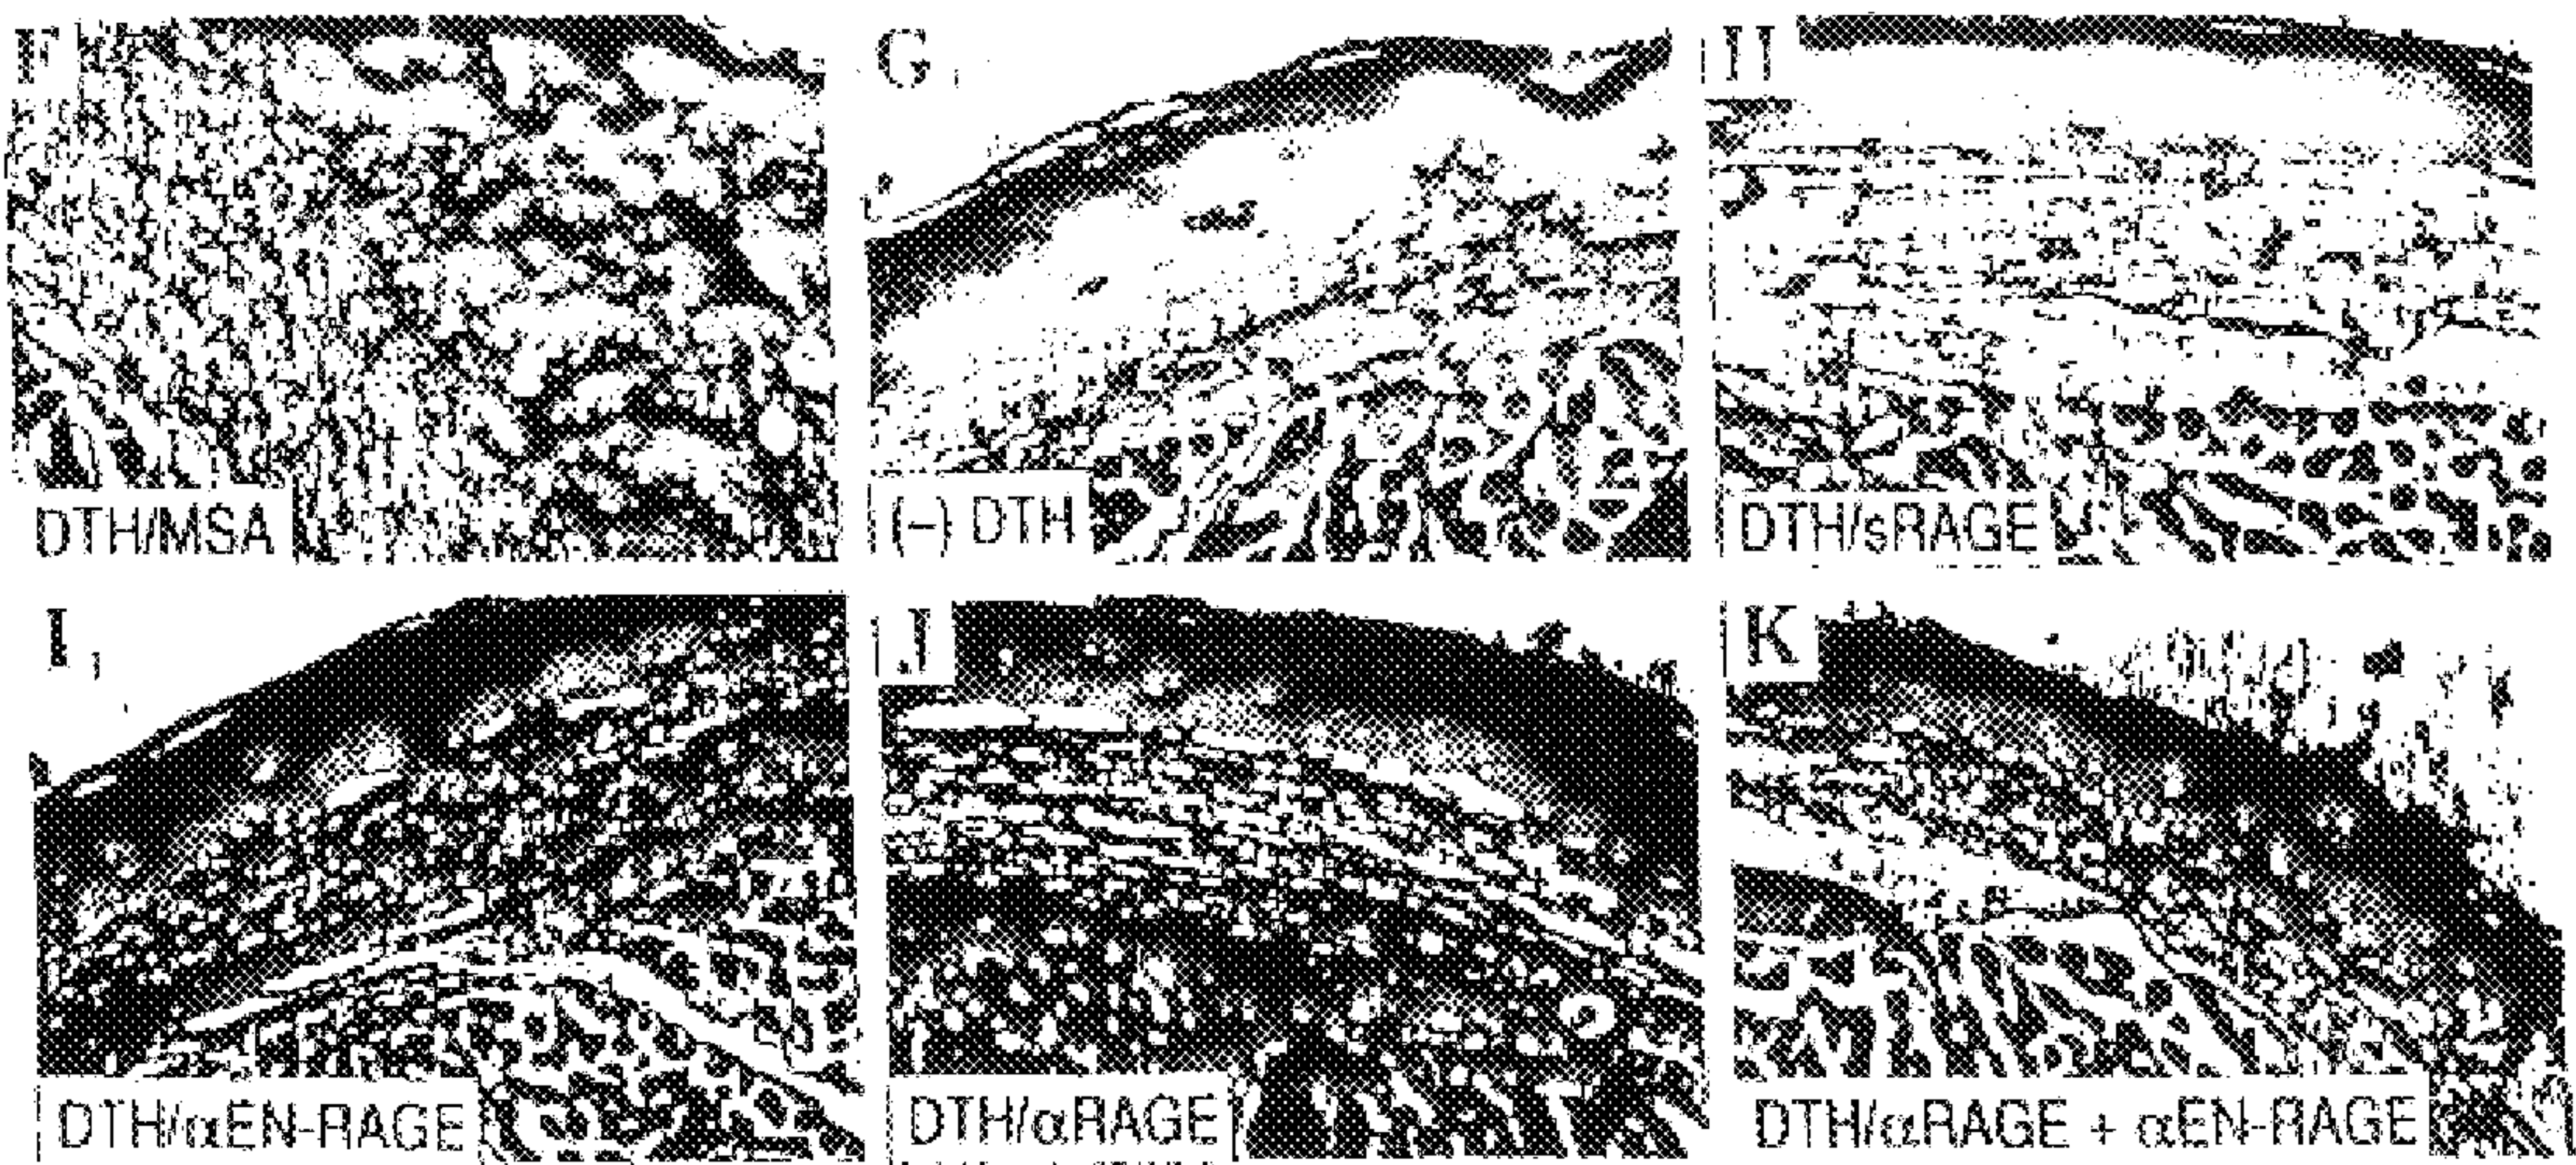 F
G
H
DTH/MSA
(–) DTH
DTH/sRAGE
I
J
K
DTH/αEN-RAGE
DTH/αRAGE
DTH/αRAGE + αEN-RAGE